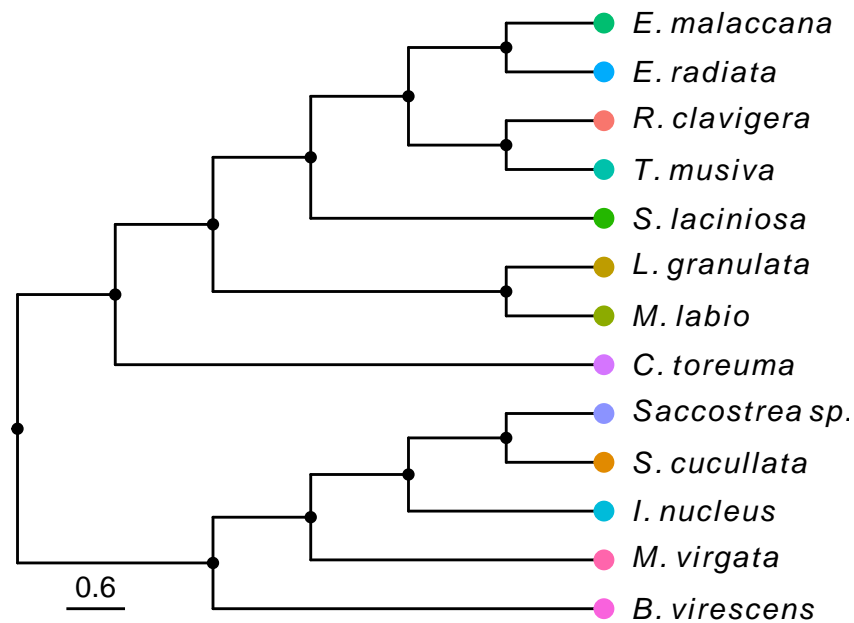 E. malaccana
E. radiata
R. clavigera
T. musiva
S. laciniosa
L. granulata
M. labio
C. toreuma
Saccostrea sp.
S. cucullata
I. nucleus
M. virgata
0.6
B. virescens